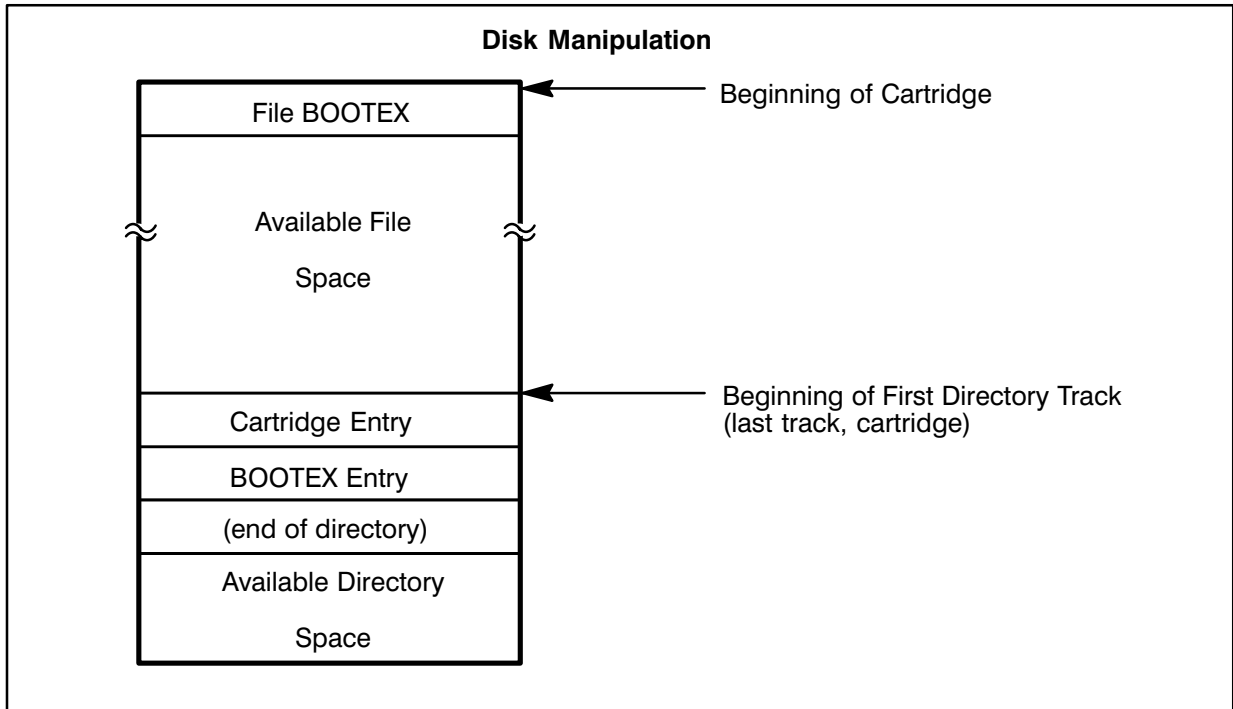 Disk Manipulation
Beginning of Cartridge
File BOOTEX
Available File
Space
Beginning of First Directory Track
(last track, cartridge)
Cartridge Entry
BOOTEX Entry
(end of directory)
Available Directory
Space